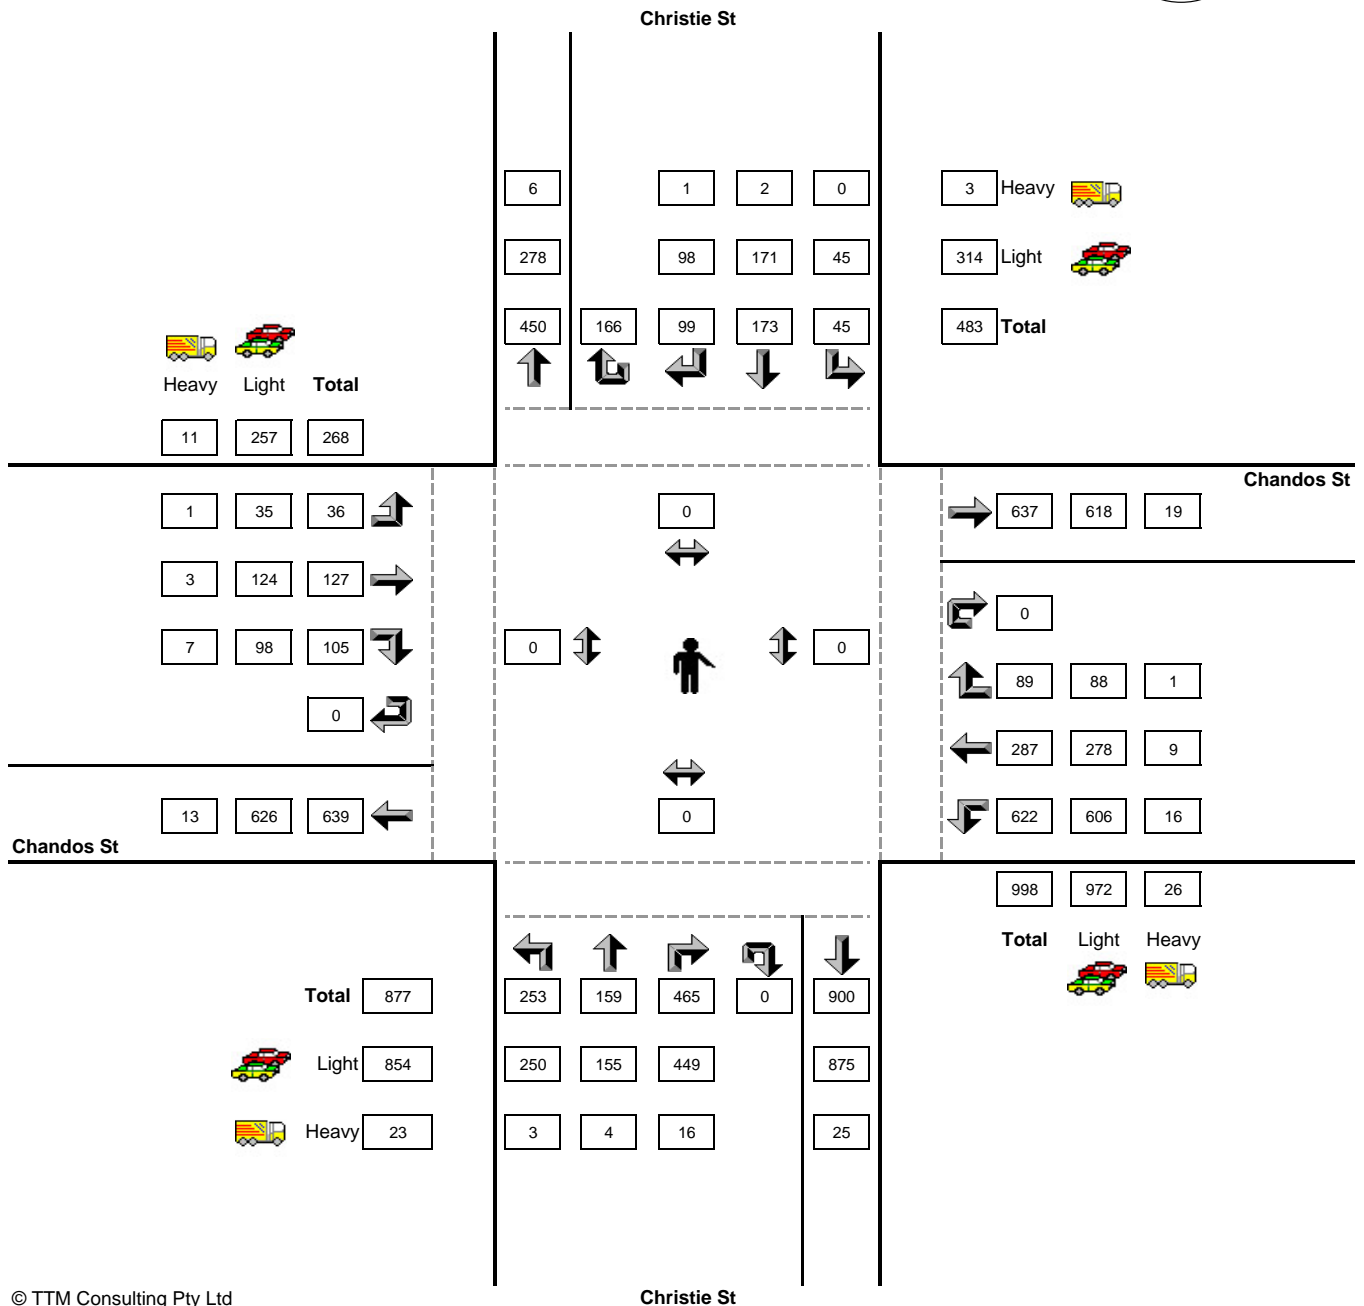 Christie St
6 1 2 0 3 Heavy
278 98 171 45 314 Light
450 166 99 173 45 483 Total
Heavy Light Total
11 257 268
Chandos St
1 35 36 0 637 618 19
3 124 127
0
7 98 105 0 0
89 88 1
0
287 278 9
13 626 639 0 622 606 16
Chandos St
998 972 26
Total Light Heavy
Total 877 253 159 465 0 900
Light 854 250 155 449 875
Heavy 23 3 4 16 25
© TTM Consulting Pty Ltd Christie St